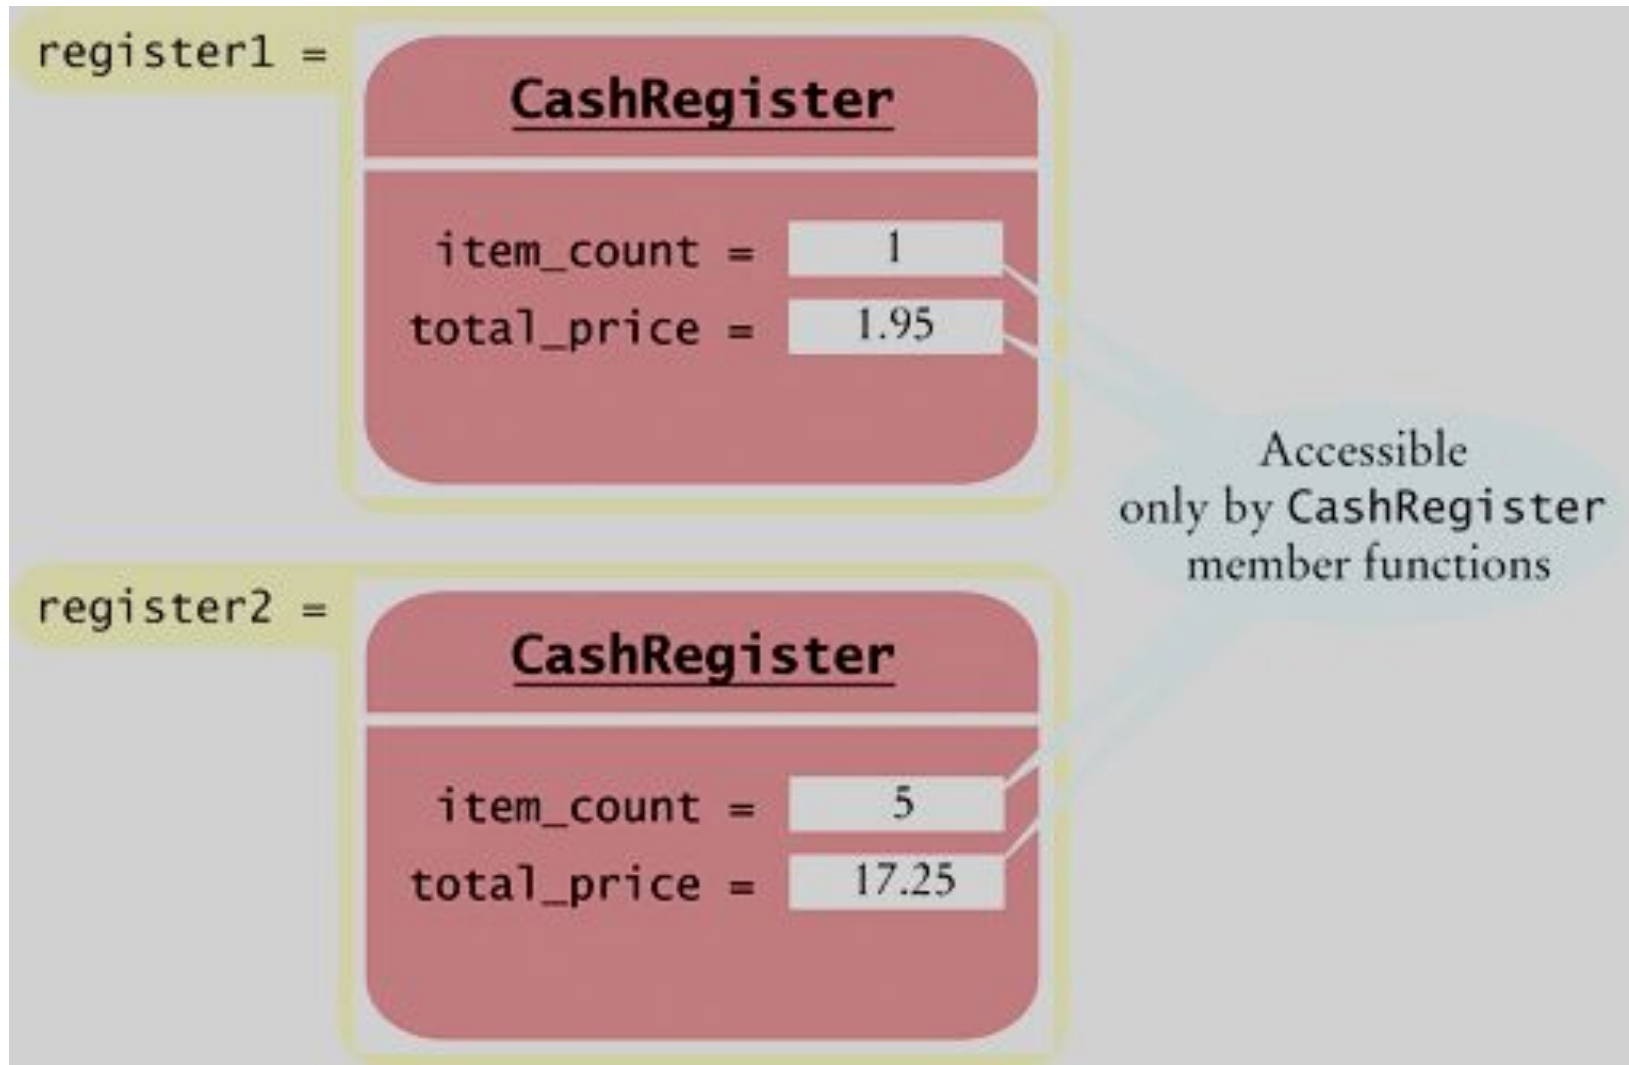 register1 =
CashRegister
item_count = 1
total_price = 1.95
Accessible
only by CashRegister
member functions
register2 =
CashRegister
item_count = 5
total_price = 17.25